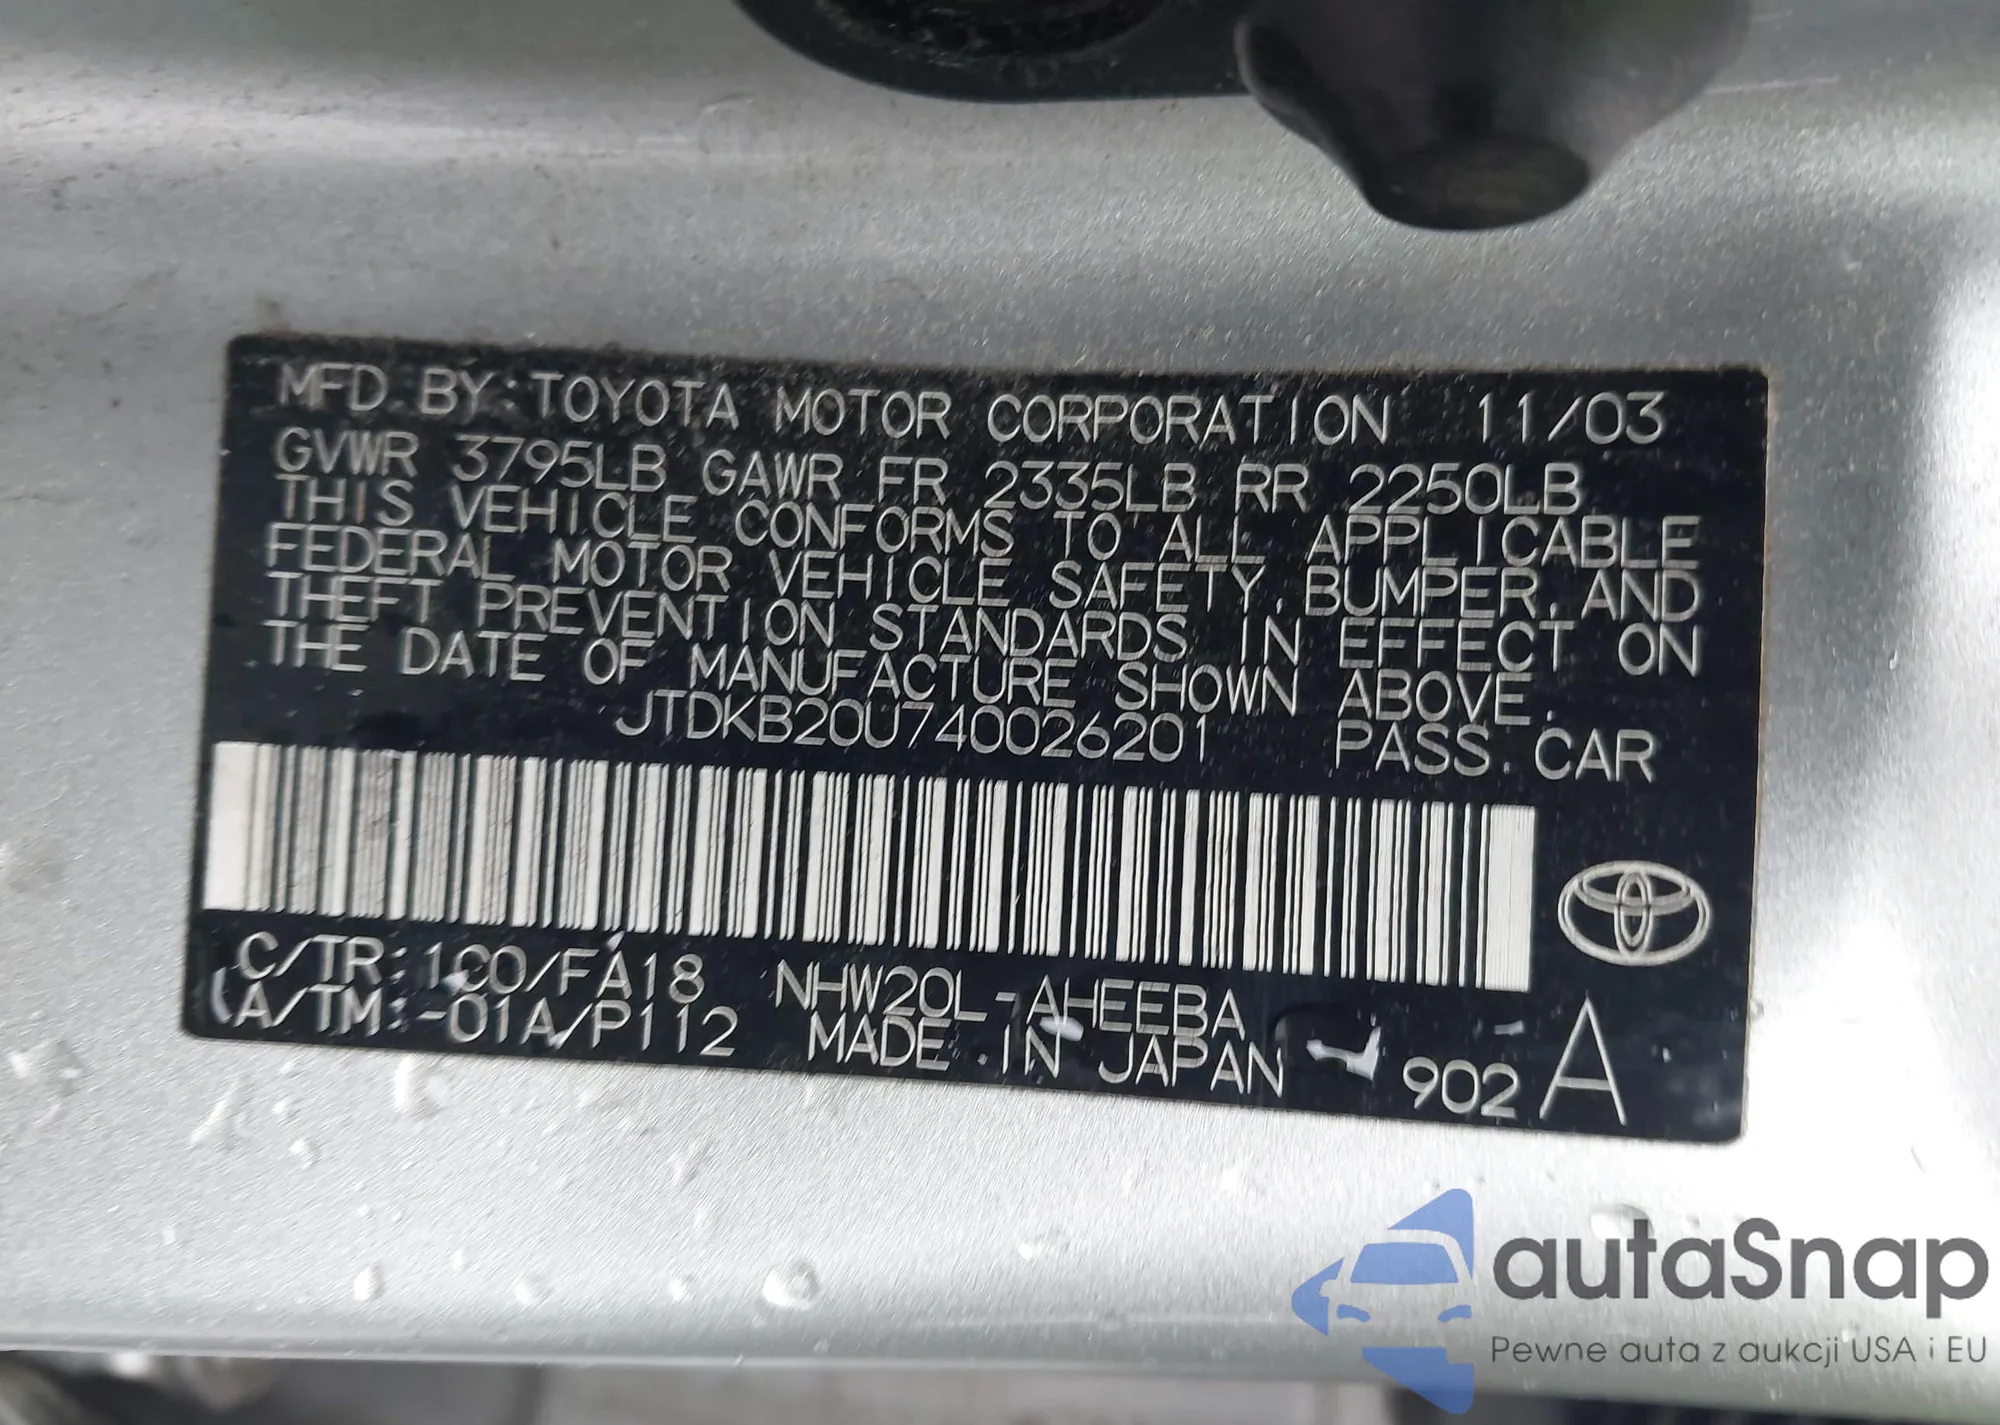 MFD. BY: TOYOTA MOTOR CORPORATION 11/03
GVWR 3795LB GAWR FR 2335LB RR 2250LB
THIS VEHICLE CONFORMS TO ALL APPLICABLE
FEDERAL MOTOR VEHICLE SAFETY, BUMPER, AND
THEFT PREVENTION STANDARDS IN EFFECT ON
THE DATE OF MANUFACTURE SHOWN ABOVE.
JTDKB20U740026201 PASS. CAR
C/TR: 1C0/FA18 NHW20L-AHEEBA
A/TM: -01A/P112 MADE IN JAPAN 902 A
autaSnap
Pewne auta z aukcji USA i EU